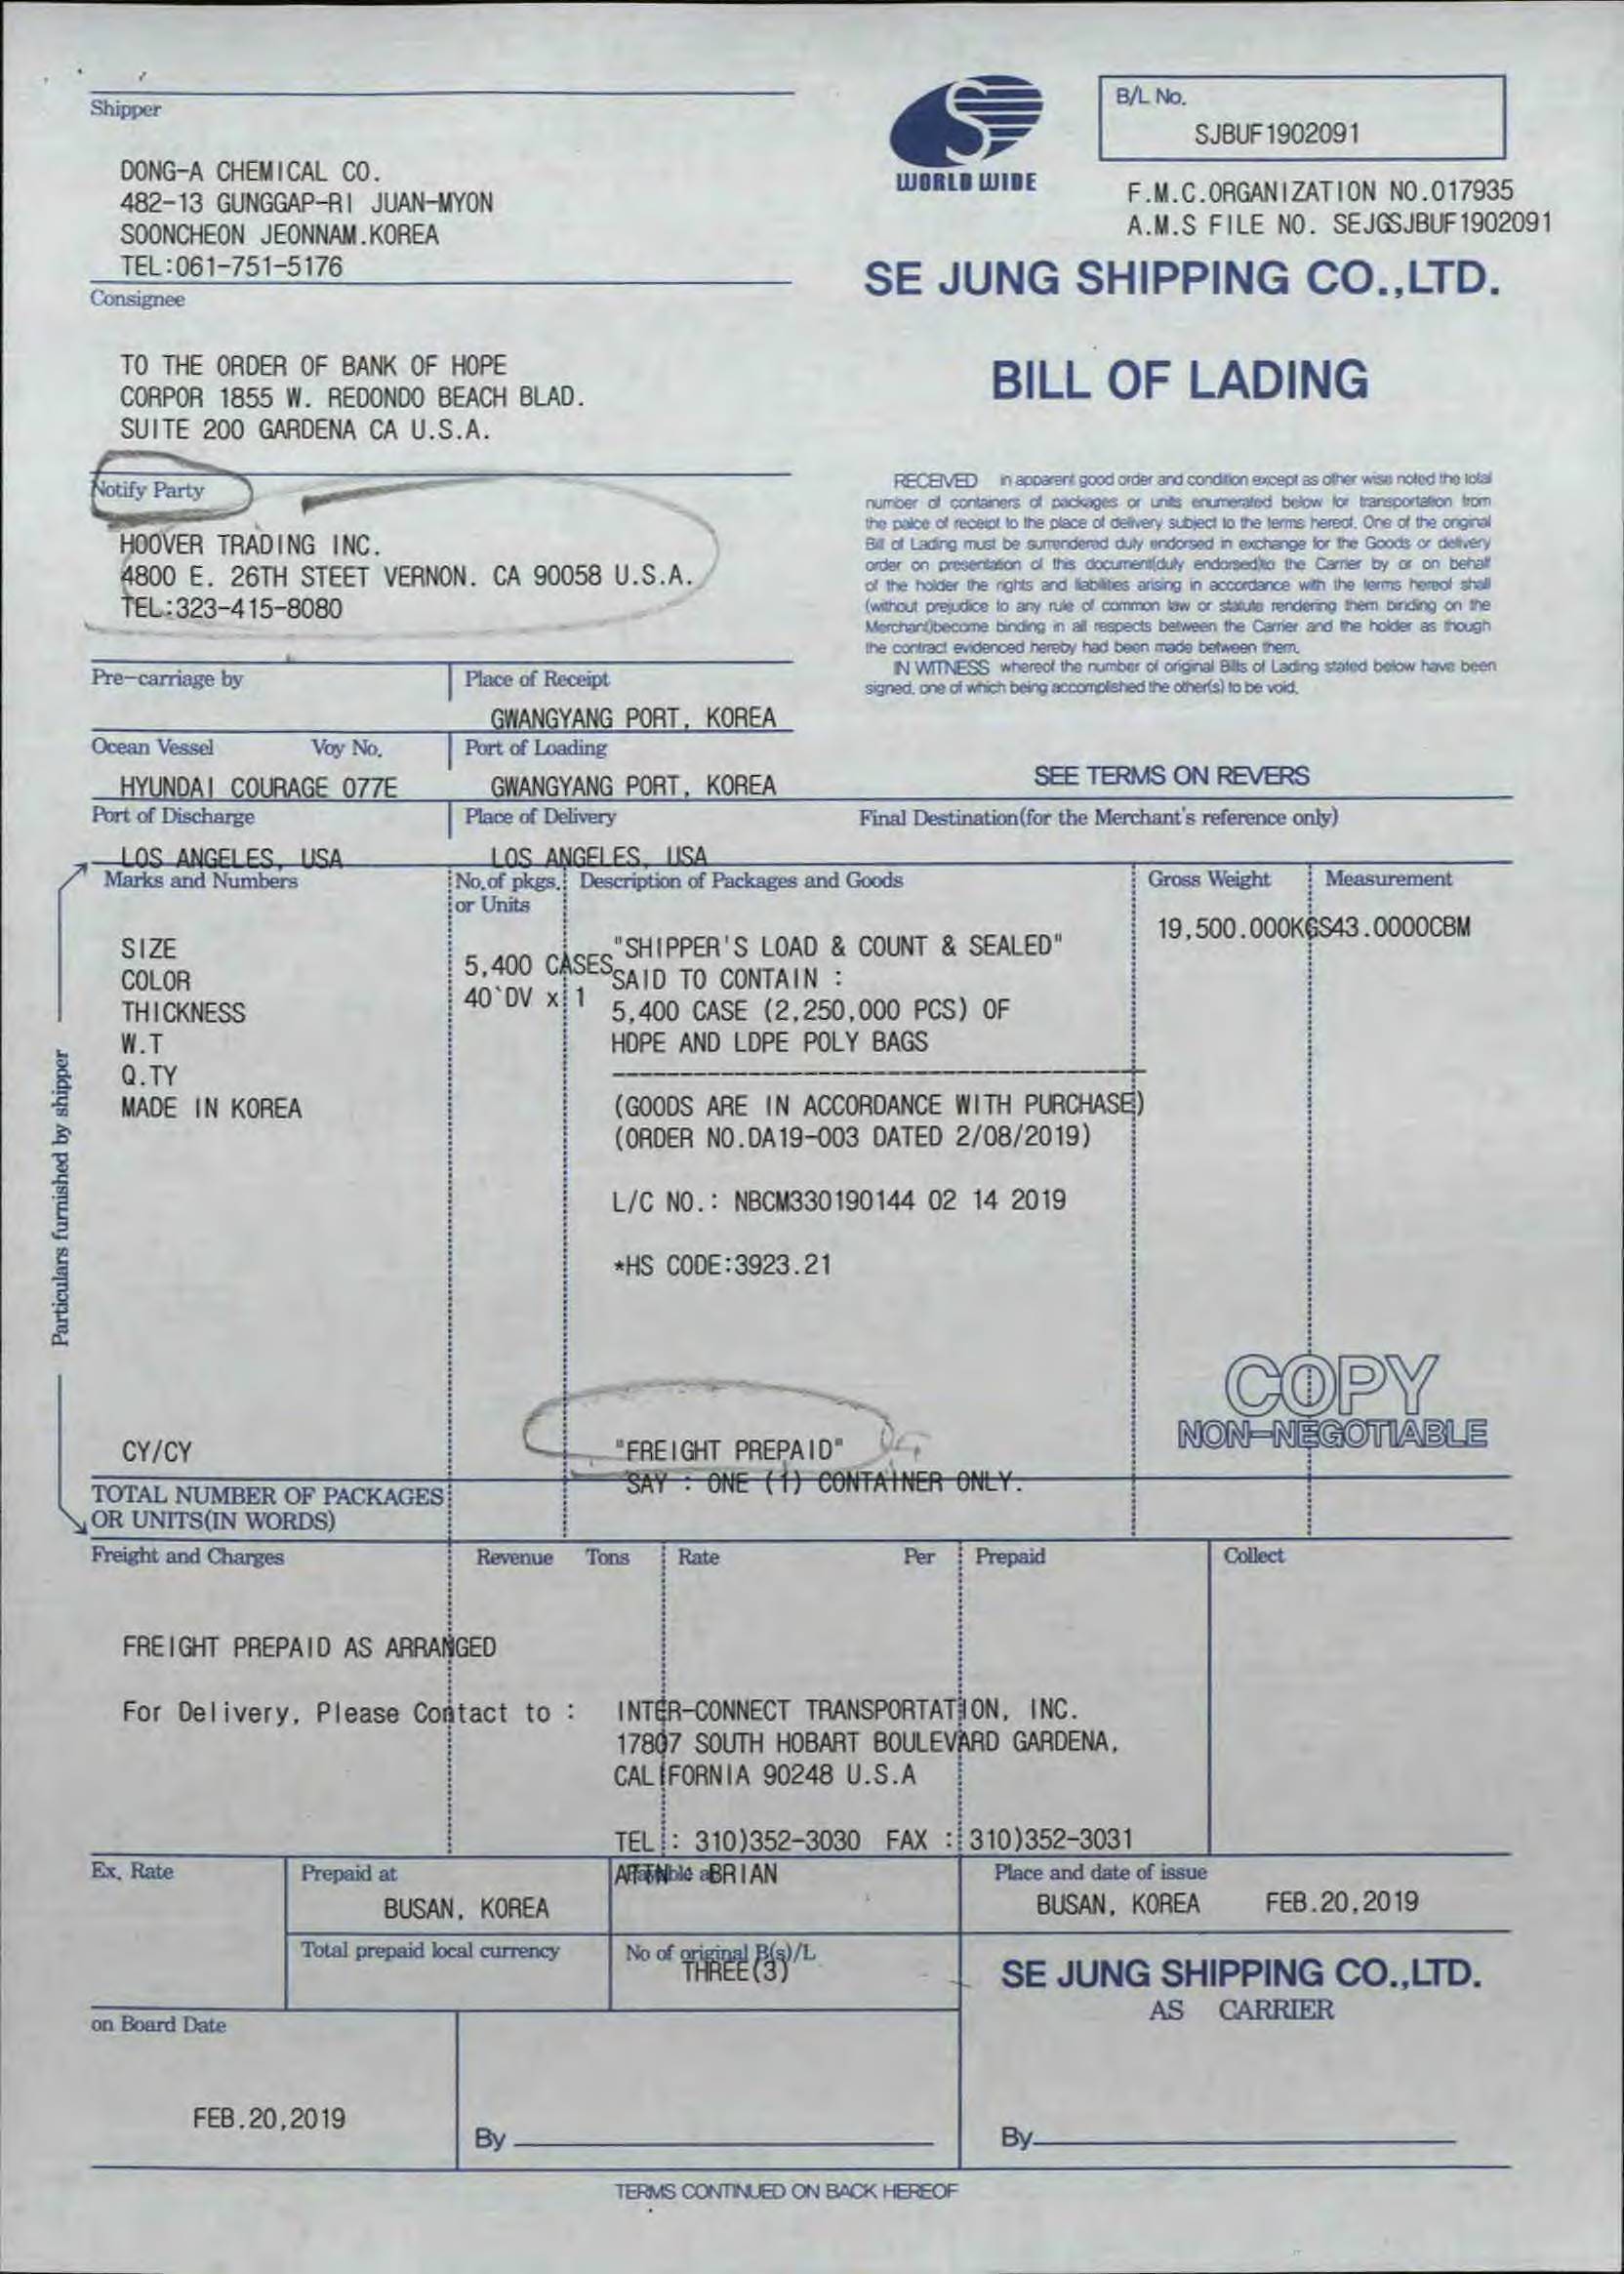 Shipper
DONG-A CHEMICAL CO.
482-13 GUNGGAP-RI JUAN-MYON
SOONCHEON JEONNAM.KOREA
TEL:061-751-5176
WORLD WIDE
B/L No.
SJBUF1902091
F.M.C.ORGANIZATION NO.017935
A.M.S FILE NO. SEJGSJBUF1902091
SE JUNG SHIPPING CO.,LTD.
BILL OF LADING
Consignee
TO THE ORDER OF BANK OF HOPE
CORPOR 1855 W. REDONDO BEACH BLAD.
SUITE 200 GARDENA CA U.S.A.
Notify Party
HOOVER TRADING INC.
4800 E. 26TH STEET VERNON. CA 90058 U.S.A.
TEL:323-415-8080
RECEIVED in apparent good order and condition except as other wise noted the total
number of containers of packages or units enumerated below for transportation from
the palce of receipt to the place of delivery subject to the terms hereof. One of the original
Bill of Lading must be surrendered duly endorsed in exchange for the Goods or delivery
order on presentation of this document(duly endorsed)to the Carrier by or on behalf
of the holder the rights and liabilities arising in accordance with the terms hereof shall
(without prejudice to any rule of common law or statute rendering them binding on the
Merchant)become binding in all respects between the Carrier and the holder as though
the contract evidenced hereby had been made between them.
IN WITNESS whereof the number of original Bills of Lading stated below have been
signed, one of which being accomplished the other(s) to be void.
SEE TERMS ON REVERS
Pre-carriage by
Place of Receipt
GWANGYANG PORT, KOREA
Ocean Vessel Voy No.
Port of Loading
HYUNDAI COURAGE 077E
GWANGYANG PORT, KOREA
Port of Discharge
Place of Delivery
Final Destination(for the Merchant's reference only)
LOS ANGELES, USA
LOS ANGELES, USA
Particulars furnished by shipper
Marks and Numbers
No.of pkgs. or Units
Description of Packages and Goods
Gross Weight
Measurement
SIZE
COLOR
THICKNESS
W.T
Q.TY
MADE IN KOREA
5,400 CASES
40`DV x 1
"SHIPPER'S LOAD & COUNT & SEALED"
SAID TO CONTAIN :
5,400 CASE (2,250,000 PCS) OF
HDPE AND LDPE POLY BAGS
(GOODS ARE IN ACCORDANCE WITH PURCHASE)
(ORDER NO.DA19-003 DATED 2/08/2019)
L/C NO.: NBCM330190144 02 14 2019
*HS CODE:3923.21
19,500.000KGS
43.0000CBM
COPY
NON-NEGOTIABLE
CY/CY
"FREIGHT PREPAID"
SAY : ONE (1) CONTAINER ONLY.
TOTAL NUMBER OF PACKAGES
OR UNITS(IN WORDS)
Freight and Charges
Revenue Tons
Rate Per
Prepaid
Collect
FREIGHT PREPAID AS ARRANGED
For Delivery, Please Contact to :
INTER-CONNECT TRANSPORTATION, INC.
17807 SOUTH HOBART BOULEVARD GARDENA,
CALIFORNIA 90248 U.S.A
TEL : 310)352-3030 FAX : 310)352-3031
ATTN : BRIAN
Ex. Rate
Prepaid at
BUSAN, KOREA
Payable at
Place and date of issue
BUSAN, KOREA FEB.20,2019
Total prepaid local currency
No of original B(s)/L
THREE(3)
SE JUNG SHIPPING CO.,LTD.
AS CARRIER
on Board Date
FEB.20,2019
By
By
TERMS CONTINUED ON BACK HEREOF